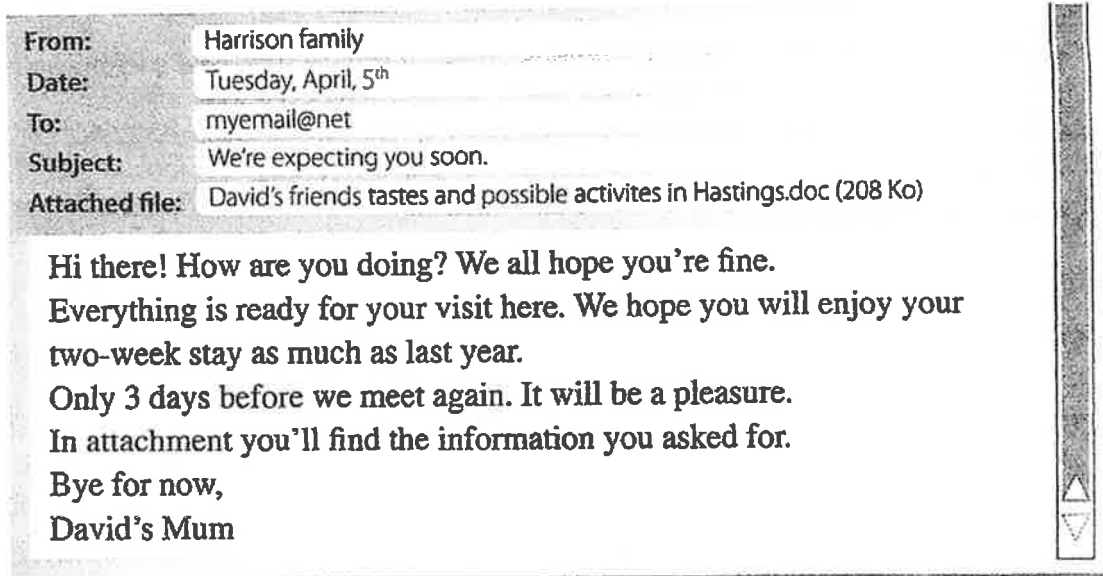 From: Harrison family
Date: Tuesday, April, 5th
To: myemail@net
Subject: We're expecting you soon.
Attached file: David's friends tastes and possible activites in Hastings.doc (208 Ko)
Hi there! How are you doing? We all hope you're fine.
Everything is ready for your visit here. We hope you will enjoy your
two-week stay as much as last year.
Only 3 days before we meet again. It will be a pleasure.
In attachment you'll find the information you asked for.
Bye for now,
David's Mum